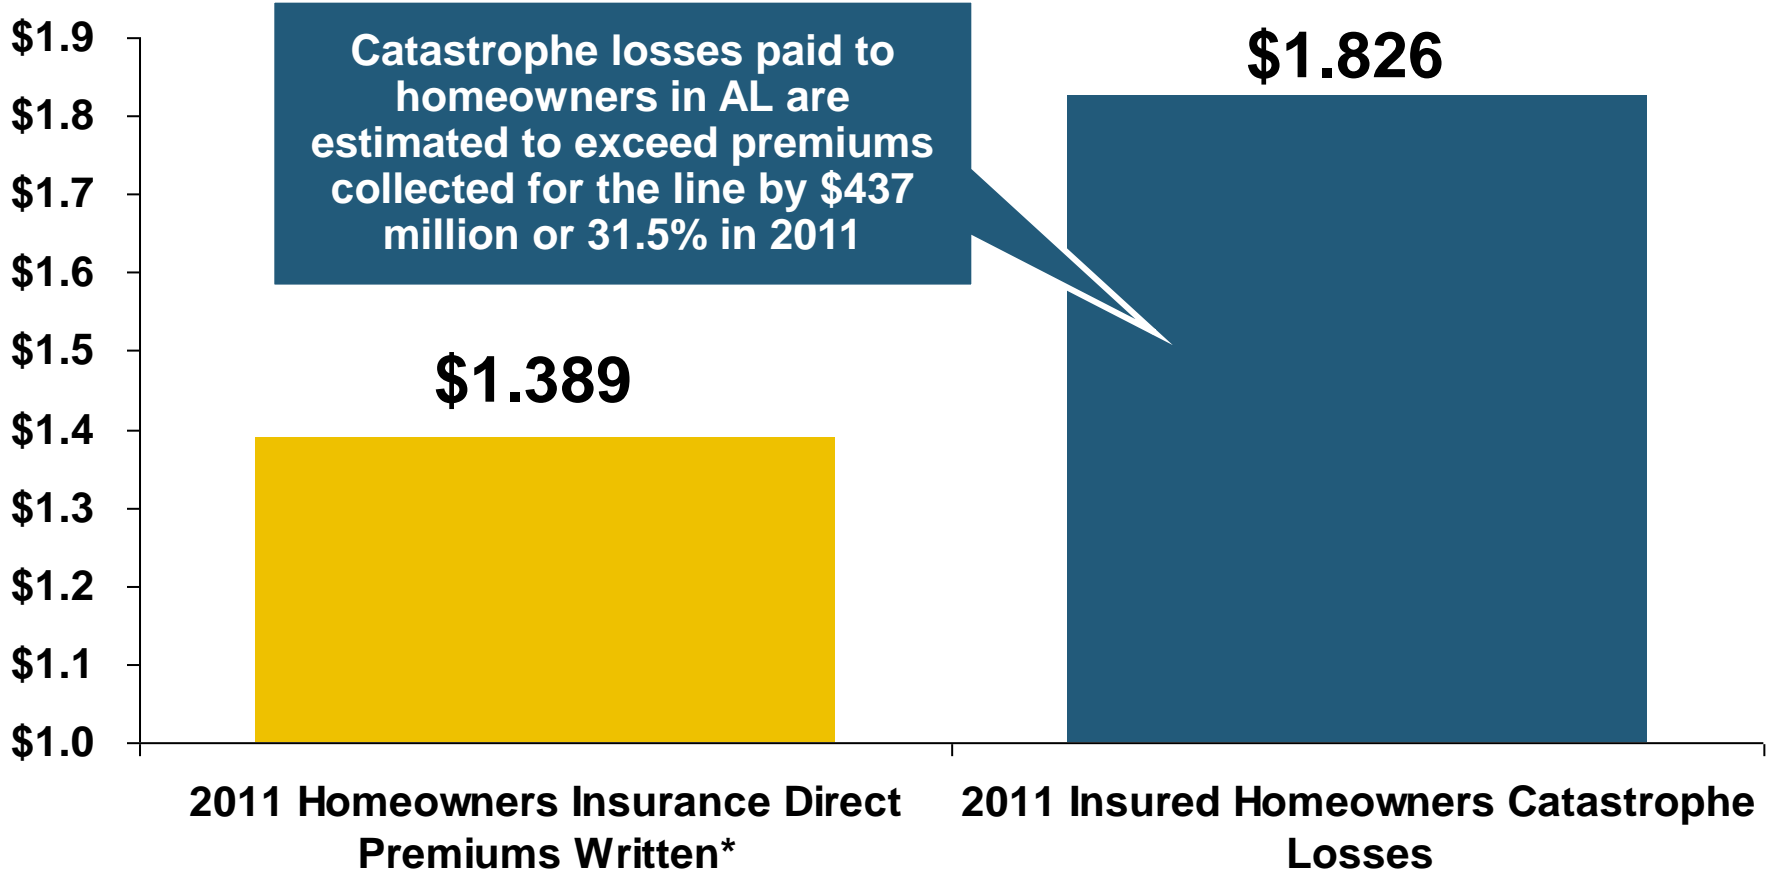 Catastrophe losses paid to
homeowners in AL are
estimated to exceed premiums
collected for the line by $437
million or 31.5% in 2011
$1.9
$1.8
$1.7
$1.6
$1.5
$1.4
$1.3
$1.2
$1.1
$1.0
$1.389
$1.826
2011 Homeowners Insurance Direct
Premiums Written*
2011 Insured Homeowners Catastrophe
Losses